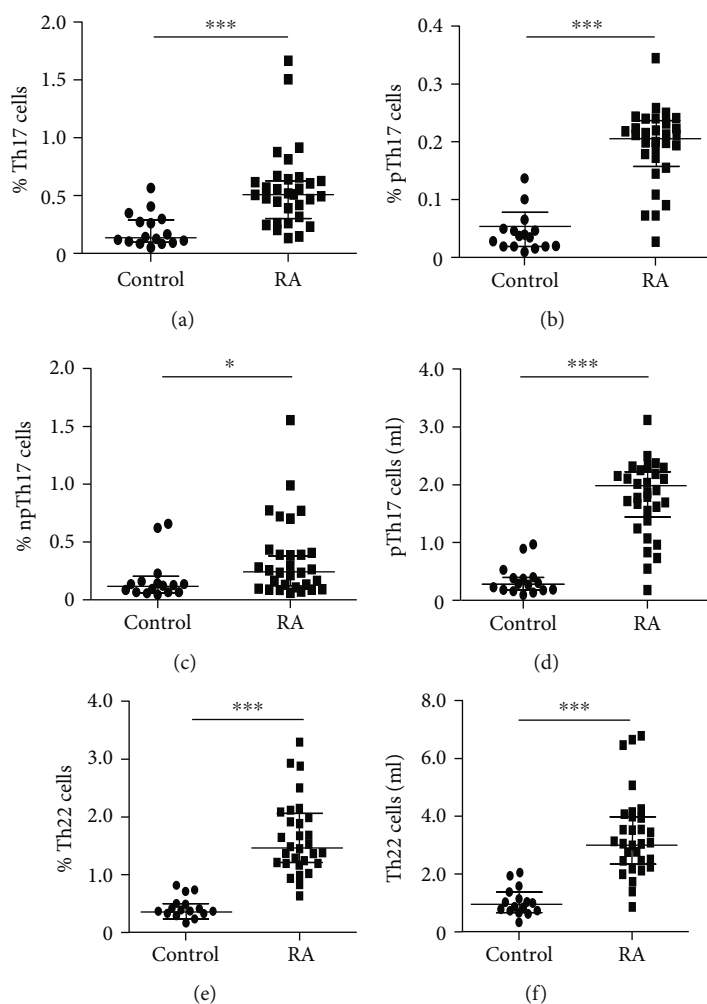 ***
2.0
1.5
1.0
0.5
0
% Th17 cells
Control
RA
(a)
***
0.4
0.3
0.2
0.1
0
% pTh17 cells
Control
RA
(b)
*
2.0
1.5
1.0
0.5
0
% npTh17 cells
Control
RA
(c)
***
4.0
3.0
2.0
1.0
0.0
pTh17 cells (ml)
Control
RA
(d)
***
4.0
3.0
2.0
1.0
0.0
% Th22 cells
Control
RA
(e)
***
8.0
6.0
4.0
2.0
0.0
Th22 cells (ml)
Control
RA
(f)